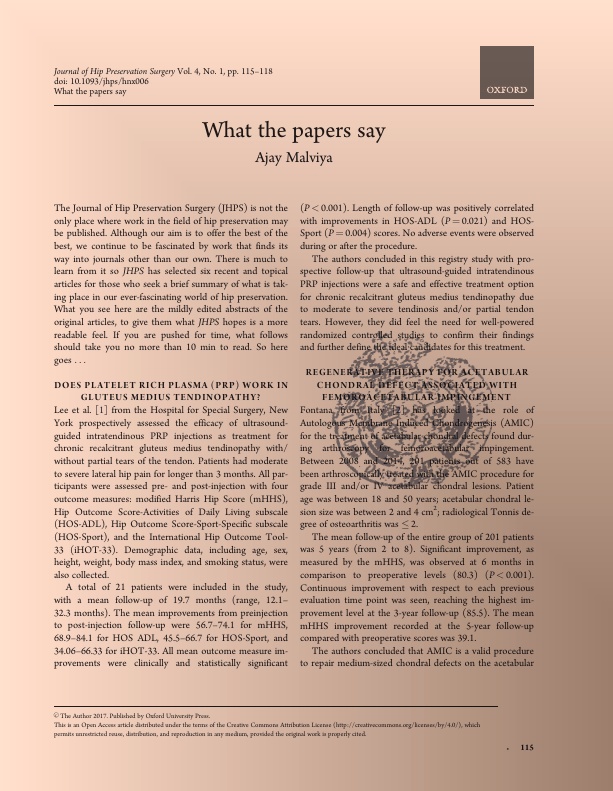 Journal of Hip Preservation Surgery Vol. 4, No. 1, pp. 115–118
doi: 10.1093/jhps/hnx006
What the papers say
OXFORD
What the papers say
Ajay Malviya
The Journal of Hip Preservation Surgery (JHPS) is not the
only place where work in the field of hip preservation may
be published. Although our aim is to offer the best of the
best, we continue to be fascinated by work that finds its
way into journals other than our own. There is much to
learn from it so JHPS has selected six recent and topical
articles for those who seek a brief summary of what is tak-
ing place in our ever-fascinating world of hip preservation.
What you see here are the mildly edited abstracts of the
original articles, to give them what JHPS hopes is a more
readable feel. If you are pushed for time, what follows
should take you no more than 10 min to read. So here
goes . . .
DOES PLATELET RICH PLASMA (PRP) WORK IN
GLUTEUS MEDIUS TENDINOPATHY?
Lee et al. [1] from the Hospital for Special Surgery, New
York prospectively assessed the efficacy of ultrasound-
guided intratendinous PRP injections as treatment for
chronic recalcitrant gluteus medius tendinopathy with/
without partial tears of the tendon. Patients had moderate
to severe lateral hip pain for longer than 3 months. All par-
ticipants were assessed pre- and post-injection with four
outcome measures: modified Harris Hip Score (mHHS),
Hip Outcome Score-Activities of Daily Living subscale
(HOS-ADL), Hip Outcome Score-Sport-Specific subscale
(HOS-Sport), and the International Hip Outcome Tool-
33 (iHOT-33). Demographic data, including age, sex,
height, weight, body mass index, and smoking status, were
also collected.
A total of 21 patients were included in the study,
with a mean follow-up of 19.7 months (range, 12.1–
32.3 months). The mean improvements from preinjection
to post-injection follow-up were 56.7–74.1 for mHHS,
68.9–84.1 for HOS ADL, 45.5–66.7 for HOS-Sport, and
34.06–66.33 for iHOT-33. All mean outcome measure im-
provements were clinically and statistically significant
(P < 0.001). Length of follow-up was positively correlated
with improvements in HOS-ADL (P = 0.021) and HOS-
Sport (P = 0.004) scores. No adverse events were observed
during or after the procedure.
The authors concluded in this registry study with pro-
spective follow-up that ultrasound-guided intratendinous
PRP injections were a safe and effective treatment option
for chronic recalcitrant gluteus medius tendinopathy due
to moderate to severe tendinosis and/or partial tendon
tears. However, they did feel the need for well-powered
randomized controlled studies to confirm their findings
and further define the ideal candidates for this treatment.
REGENERATIVE THERAPY FOR ACETABULAR
CHONDRAL DEFECT ASSOCIATED WITH
FEMOROACETABULAR IMPINGEMENT
Fontana from Italy [2] has looked at the role of
Autologous Membrane Induced Chondrogenesis (AMIC)
for the treatment of acetabular chondral defects found dur-
ing arthroscopy for femoroacetabular impingement.
Between 2008 and 2014, 201 patients out of 583 have
been arthroscopically treated with the AMIC procedure for
grade III and/or IV acetabular chondral lesions. Patient
age was between 18 and 50 years; acetabular chondral le-
sion size was between 2 and 4 cm²; radiological Tonnis de-
gree of osteoarthritis was ≤ 2.
The mean follow-up of the entire group of 201 patients
was 5 years (from 2 to 8). Significant improvement, as
measured by the mHHS, was observed at 6 months in
comparison to preoperative levels (80.3) (P < 0.001).
Continuous improvement with respect to each previous
evaluation time point was seen, reaching the highest im-
provement level at the 3-year follow-up (85.5). The mean
mHHS improvement recorded at the 5-year follow-up
compared with preoperative scores was 39.1.
The authors concluded that AMIC is a valid procedure
to repair medium-sized chondral defects on the acetabular
© The Author 2017. Published by Oxford University Press.
This is an Open Access article distributed under the terms of the Creative Commons Attribution License (http://creativecommons.org/licenses/by/4.0/), which
permits unrestricted reuse, distribution, and reproduction in any medium, provided the original work is properly cited.
. 115